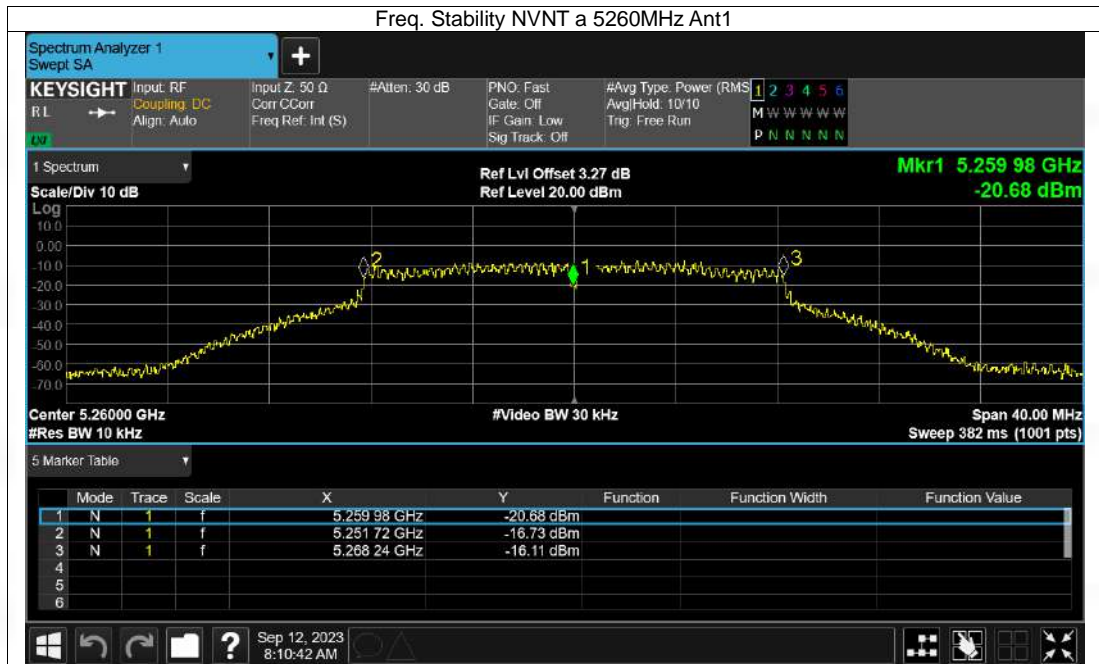 Freq. Stability NVNT a 5260MHz Ant1
Spectrum Analyzer 1
Swept SA
+
KEYSIGHT
RL
LXI
Input: RF
Coupling: DC
Align: Auto
Input Z: 50 Ω
Corr CCorr
Freq Ref: Int (S)
#Atten: 30 dB
PNO: Fast
Gate: Off
IF Gain: Low
Sig Track: Off
#Avg Type: Power (RMS
Avg|Hold: 10/10
Trig: Free Run
1 2 3 4 5 6
M W W W W W
P N N N N N
1 Spectrum
Scale/Div 10 dB
Ref Lvl Offset 3.27 dB
Ref Level 20.00 dBm
Mkr1 5.259 98 GHz
-20.68 dBm
Log
10.0
0.00
-10.0
-20.0
-30.0
-40.0
-50.0
-60.0
-70.0
2
1
3
Center 5.26000 GHz
#Res BW 10 kHz
#Video BW 30 kHz
Span 40.00 MHz
Sweep 382 ms (1001 pts)
5 Marker Table
Mode Trace Scale X Y Function Function Width Function Value
1 N 1 f 5.259 98 GHz -20.68 dBm
2 N 1 f 5.251 72 GHz -16.73 dBm
3 N 1 f 5.268 24 GHz -16.11 dBm
4
5
6
?
Sep 12, 2023
8:10:42 AM